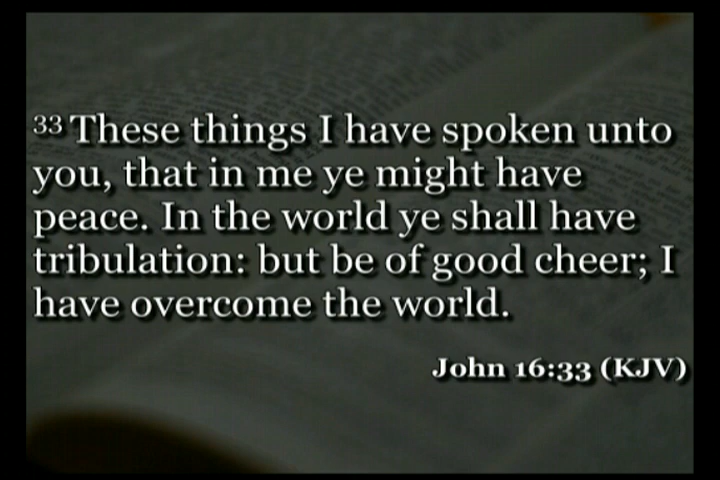 33 These things I have spoken unto
you, that in me ye might have
peace. In the world ye shall have
tribulation: but be of good cheer; I
have overcome the world.
John 16:33 (KJV)